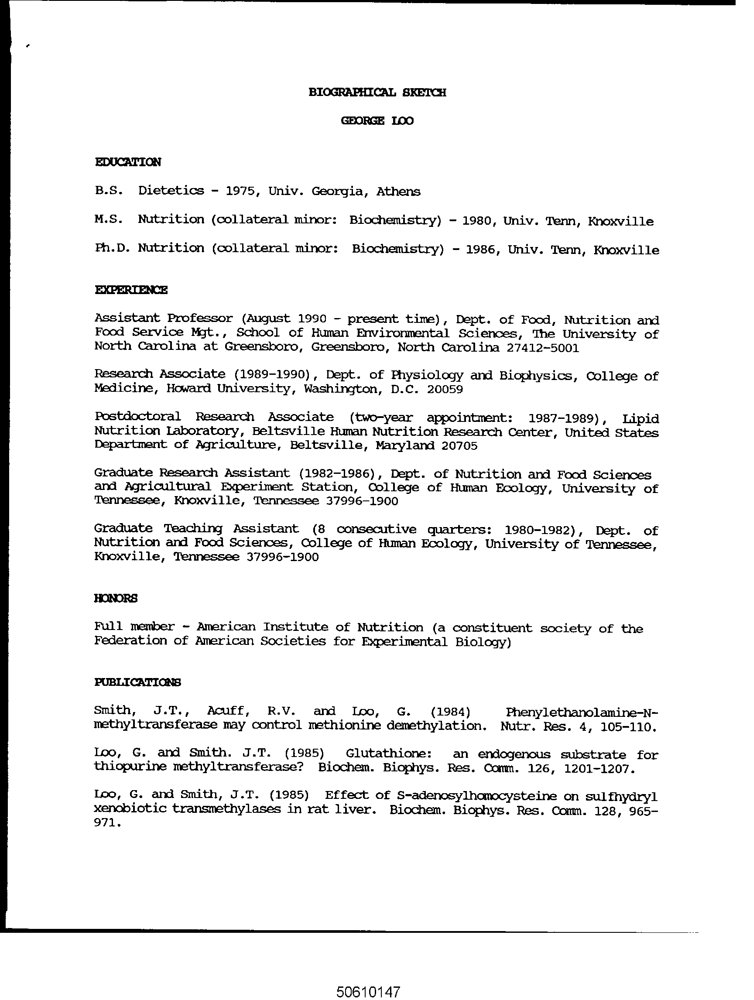 BIOGRAPHICAL SKETCH
GEORGE LOO
EDUCATION
B.S. Dietetics - 1975, Univ. Georgia, Athens
M.S. Nutrition (collateral minor: Biochemistry) - 1980, Univ. Tenn, Knoxville
Ph.D. Nutrition (collateral minor: Biochemistry) - 1986, Univ. Tenn, Knoxville
EXPERIENCE
Assistant Professor (August 1990 - present time), Dept. of Food, Nutrition and
Food Service Mgt., School of Human Environmental Sciences, The University of
North Carolina at Greensboro, Greensboro, North Carolina 27412-5001
Research Associate (1989-1990), Dept. of Physiology and Biophysics, College of
Medicine, Howard University, Washington, D.C. 20059
Postdoctoral Research Associate (two-year appointment: 1987-1989), Lipid
Nutrition Laboratory, Beltsville Human Nutrition Research Center, United States
Department of Agriculture, Beltsville, Maryland 20705
Graduate Research Assistant (1982-1986), Dept. of Nutrition and Food Sciences
and Agricultural Experiment Station, College of Human Ecology, University of
Tennessee, Knoxville, Tennessee 37996-1900
Graduate Teaching Assistant (8 consecutive quarters: 1980-1982), Dept. of
Nutrition and Food Sciences, College of Human Ecology, University of Tennessee,
Knoxville, Tennessee 37996-1900
HONORS
Full member - American Institute of Nutrition (a constituent society of the
Federation of American Societies for Experimental Biology)
PUBLICATIONS
Smith, J.T., Acuff, R.V. and Loo, G. (1984) Phenylethanolamine-N-
methyltransferase may control methionine demethylation. Nutr. Res. 4, 105-110.
Loo, G. and Smith. J.T. (1985) Glutathione: an endogenous substrate for
thiopurine methyltransferase? Biochem. Biophys. Res. Comm. 126, 1201-1207.
Loo, G. and Smith, J.T. (1985) Effect of S-adenosylhomocysteine on sulfhydryl
xenobiotic transmethylases in rat liver. Biochem. Biophys. Res. Comm. 128, 965-
971.
50610147